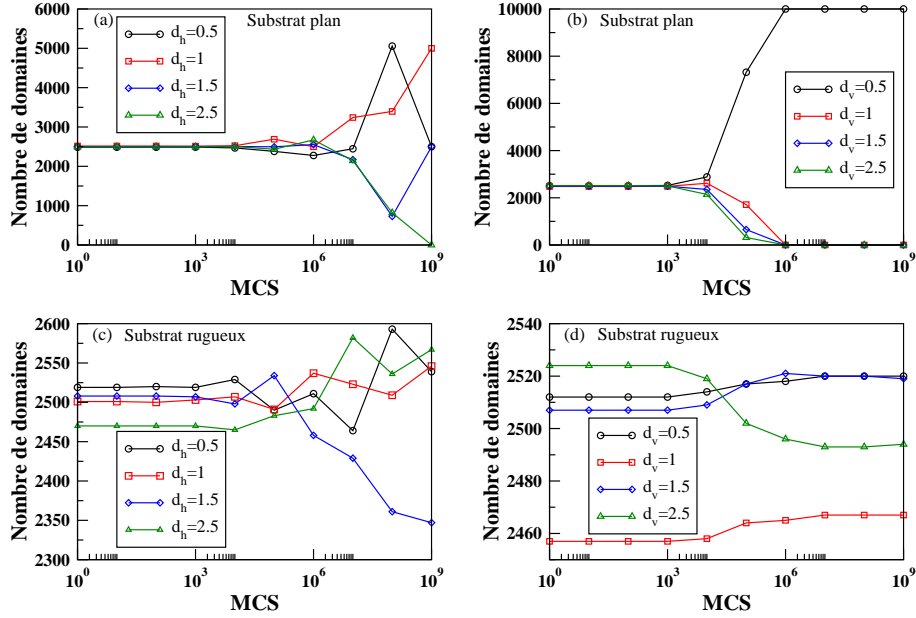 (a) Substrat plan
Nombre de domaines
6000
5000
4000
3000
2000
1000
0
d_h=0.5
d_h=1
d_h=1.5
d_h=2.5
10^0 10^3 10^6 10^9
MCS
(b) Substrat plan
Nombre de domaines
10000
8000
6000
4000
2000
0
d_v=0.5
d_v=1
d_v=1.5
d_v=2.5
10^0 10^3 10^6 10^9
MCS
(c) Substrat rugueux
Nombre de domaines
2600
2550
2500
2450
2400
2350
2300
d_h=0.5
d_h=1
d_h=1.5
d_h=2.5
10^0 10^3 10^6 10^9
MCS
(d) Substrat rugueux
Nombre de domaines
2540
2520
2500
2480
2460
d_v=0.5
d_v=1
d_v=1.5
d_v=2.5
10^0 10^3 10^6 10^9
MCS